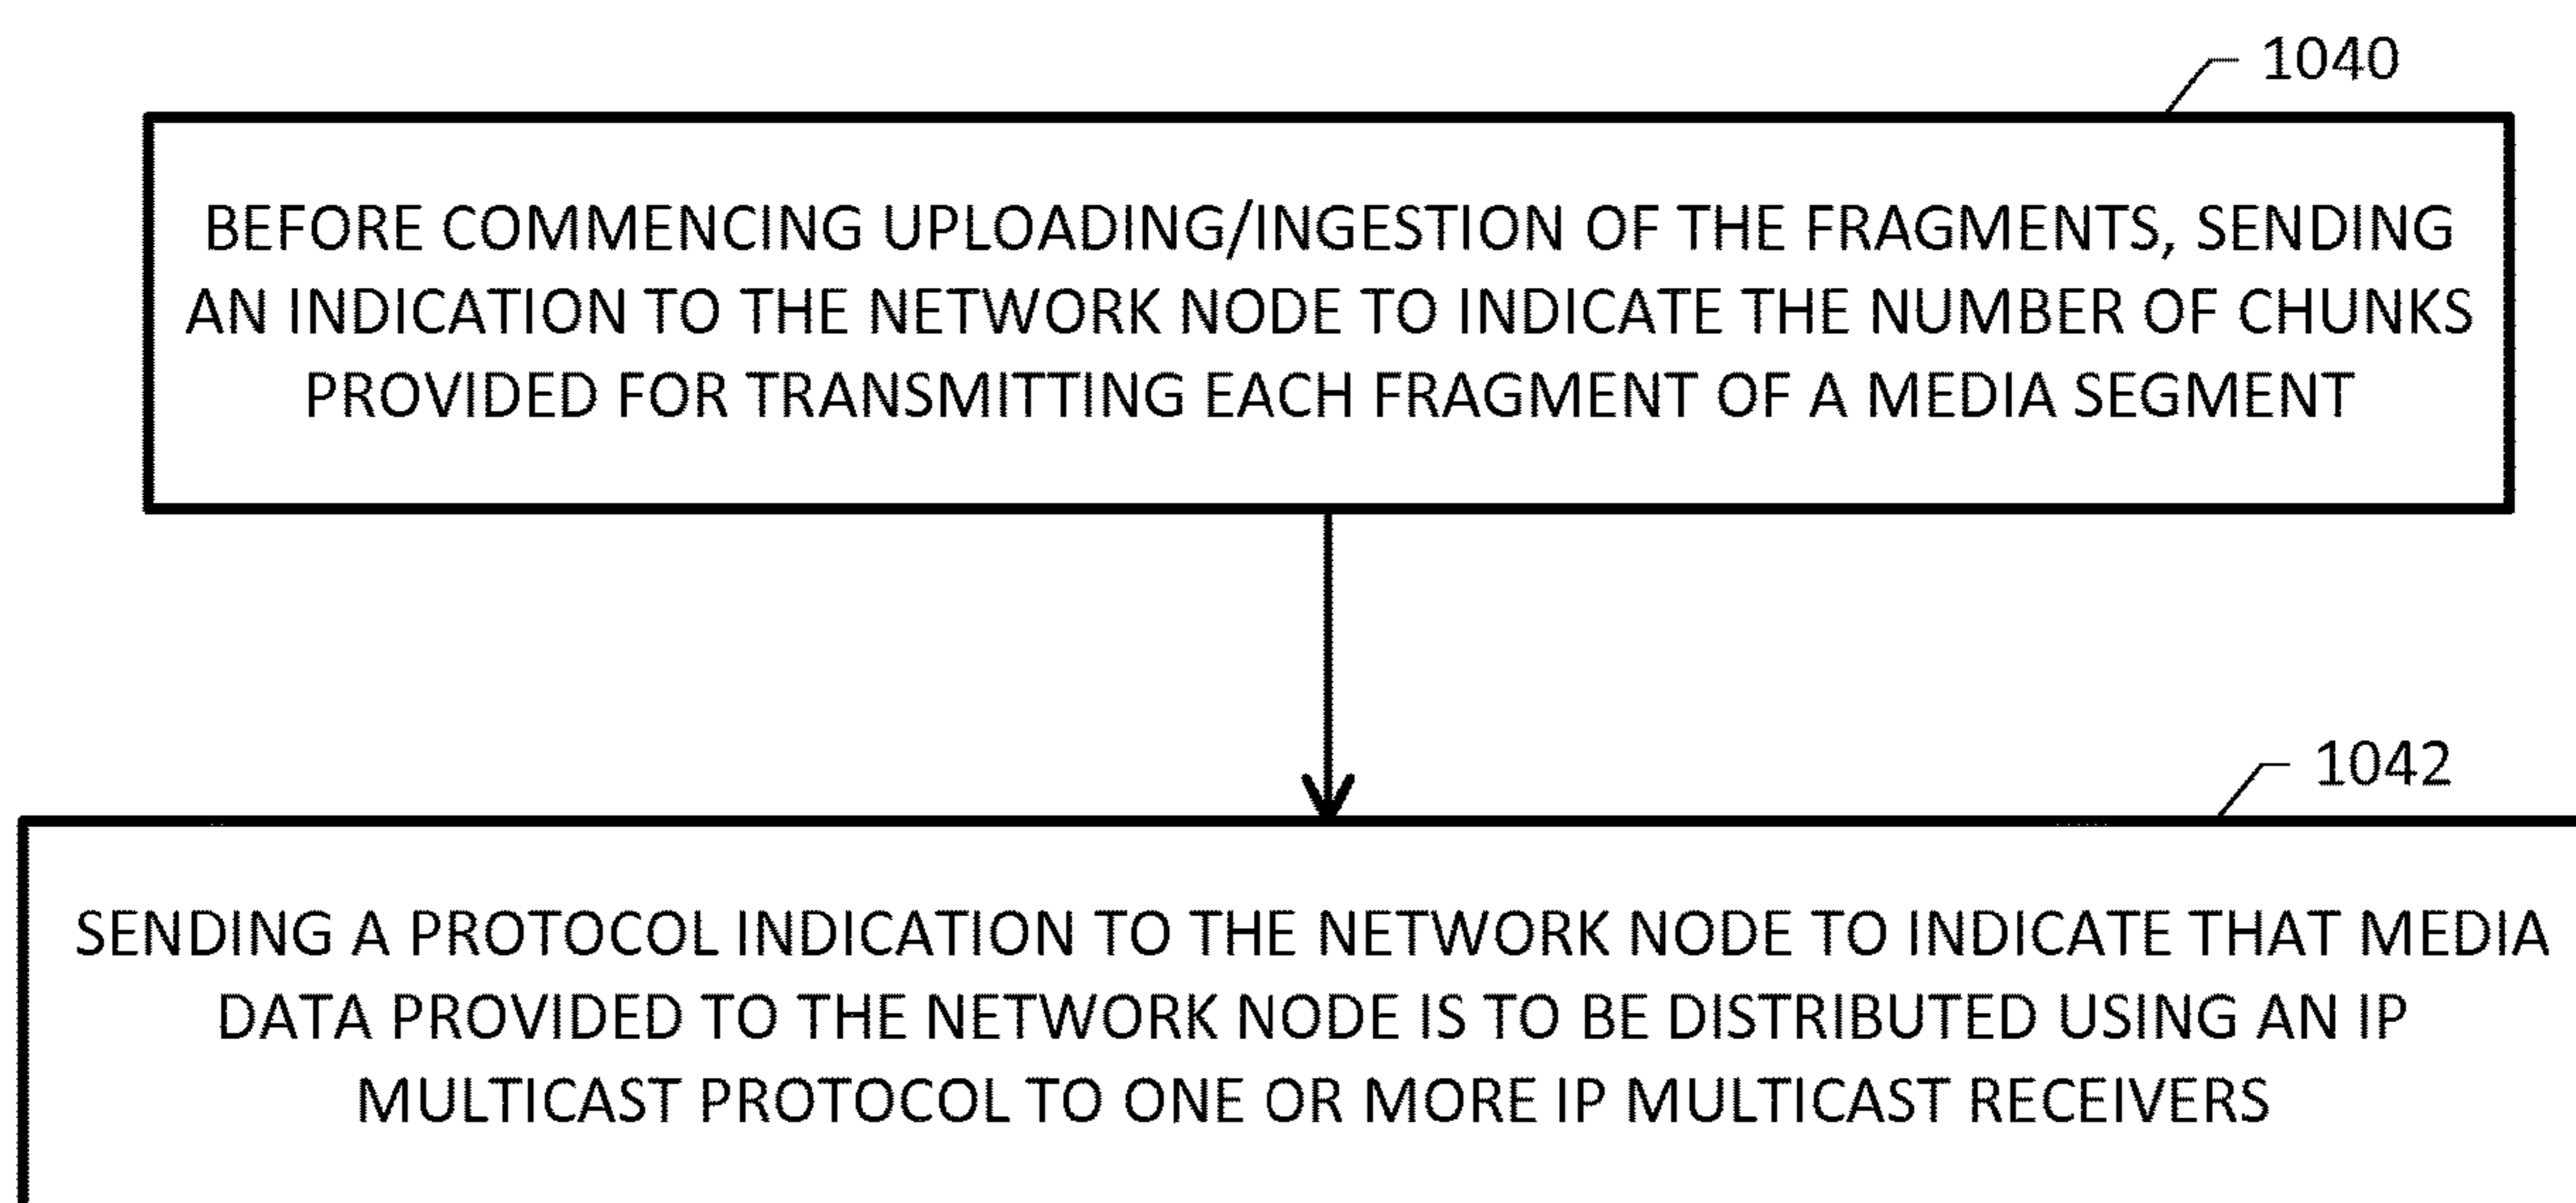 1040
BEFORE COMMENCING UPLOADING/INGESTION OF THE FRAGMENTS, SENDING
AN INDICATION TO THE NETWORK NODE TO INDICATE THE NUMBER OF CHUNKS
PROVIDED FOR TRANSMITTING EACH FRAGMENT OF A MEDIA SEGMENT
1042
SENDING A PROTOCOL INDICATION TO THE NETWORK NODE TO INDICATE THAT MEDIA
DATA PROVIDED TO THE NETWORK NODE IS TO BE DISTRIBUTED USING AN IP
MULTICAST PROTOCOL TO ONE OR MORE IP MULTICAST RECEIVERS